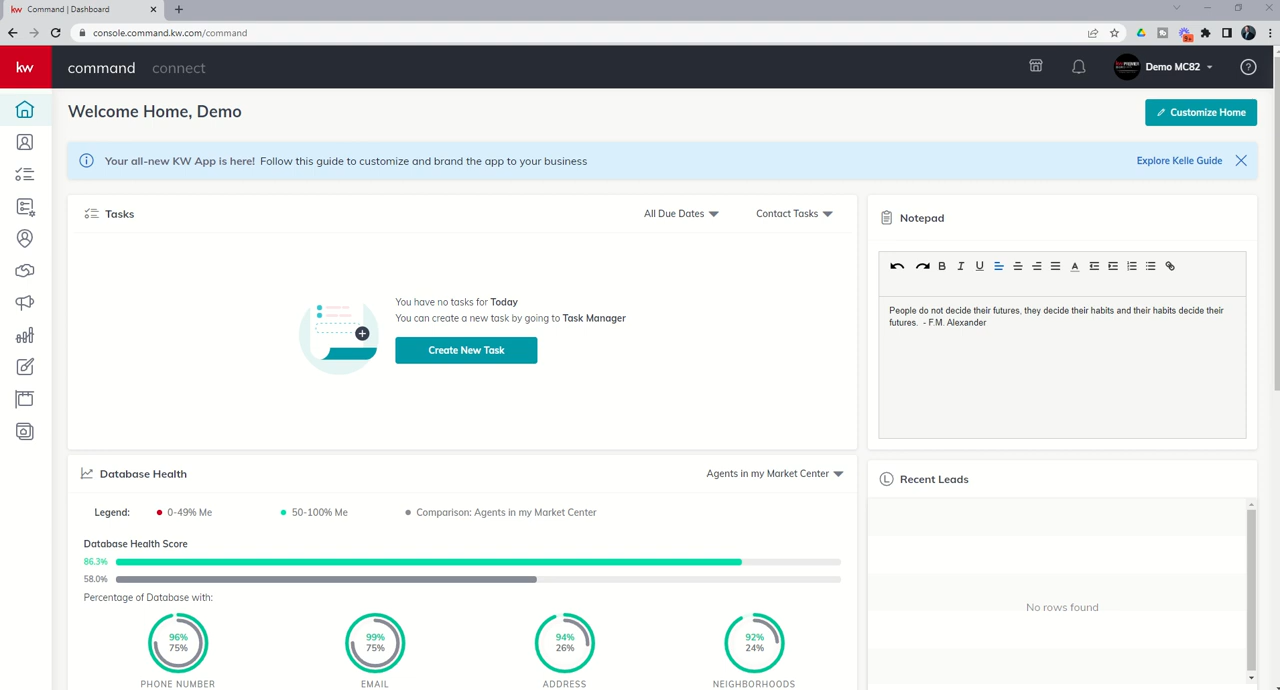 kw Command | Dashboard
console.command.kw.com/command
9+
kw command connect Demo MC82
Welcome Home, Demo
Customize Home
Your all-new KW App is here! Follow this guide to customize and brand the app to your business
Explore Kelle Guide
Tasks
All Due Dates
Contact Tasks
You have no tasks for Today
You can create a new task by going to Task Manager
Create New Task
Notepad
B I U A
People do not decide their futures, they decide their habits and their habits decide their
futures. - F.M. Alexander
Database Health
Agents in my Market Center
Legend: 0-49% Me 50-100% Me Comparison: Agents in my Market Center
Database Health Score
86.3%
58.0%
Percentage of Database with:
96% 99% 94% 92%
75% 75% 26% 24%
PHONE NUMBER EMAIL ADDRESS NEIGHBORHOODS
Recent Leads
No rows found